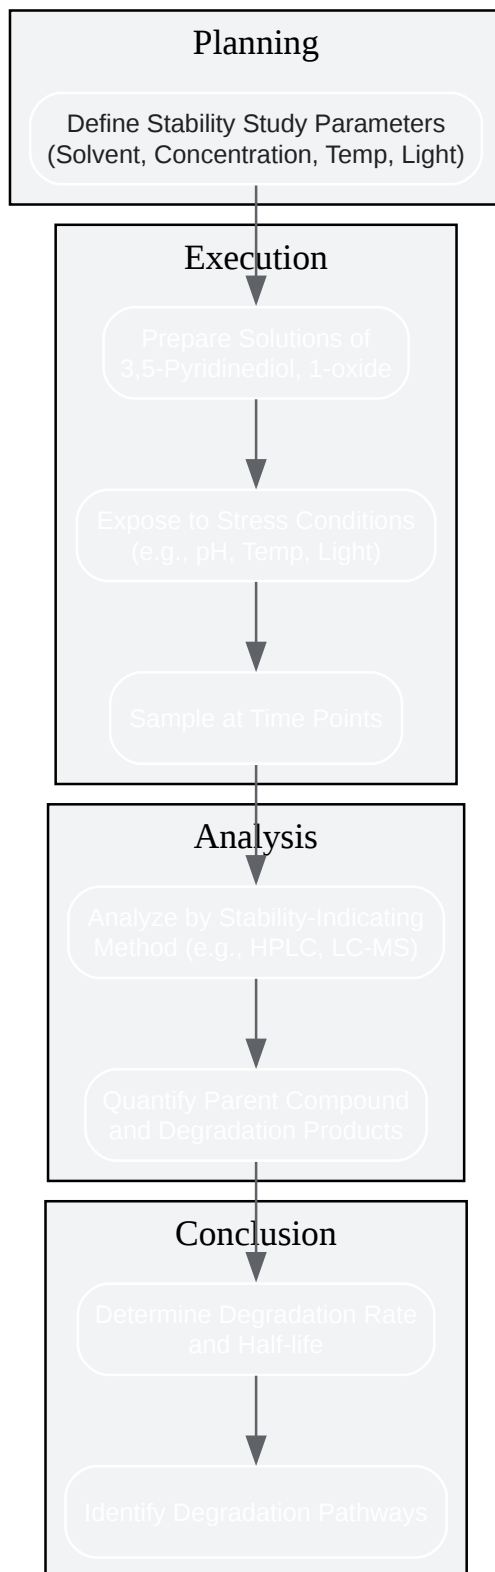 Planning
Define Stability Study Parameters
(Solvent, Concentration, Temp, Light)
Execution
Prepare Solutions of
3,5-Pyridinediol, 1-oxide
Expose to Stress Conditions
(e.g., pH, Temp, Light)
Sample at Time Points
Analysis
Analyze by Stability-Indicating
Method (e.g., HPLC, LC-MS)
Quantify Parent Compound
and Degradation Products
Conclusion
Determine Degradation Rate
and Half-life
Identify Degradation Pathways